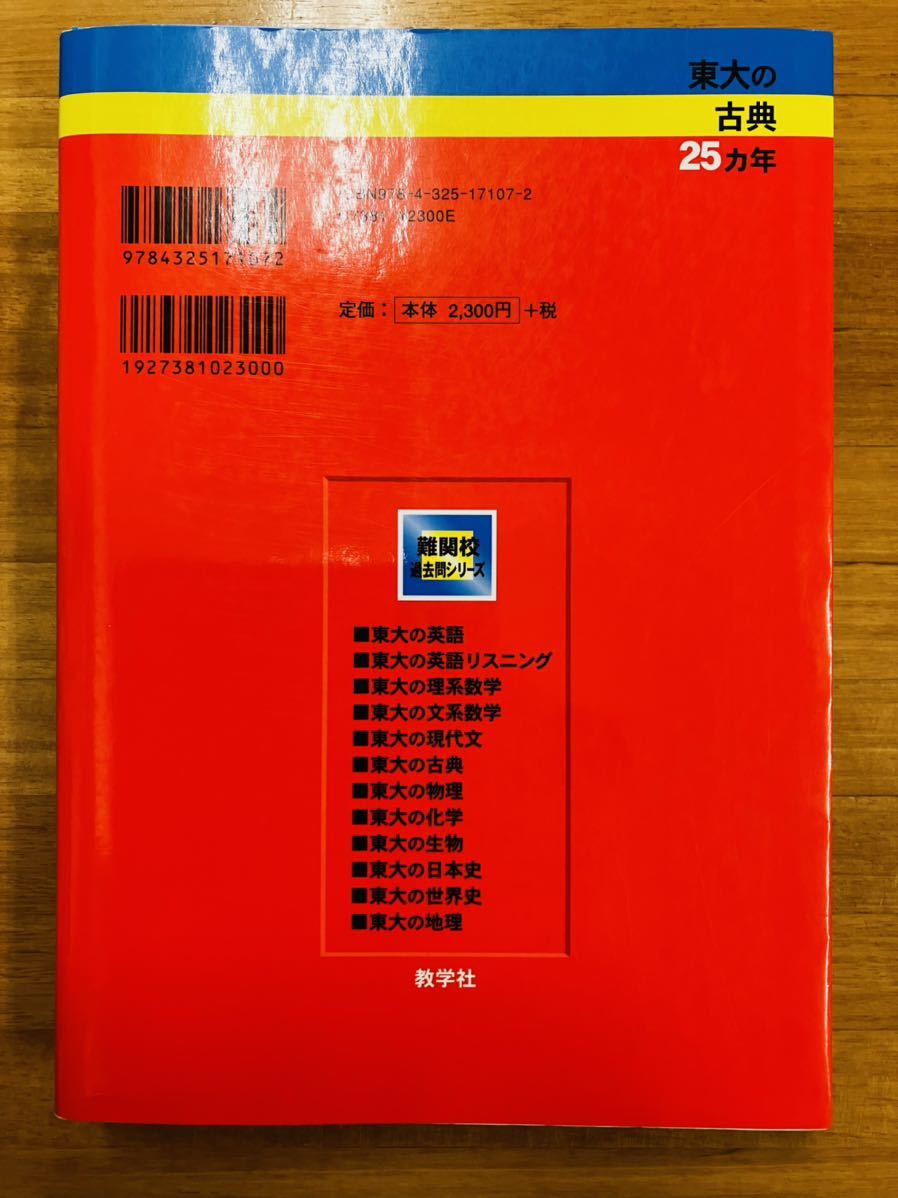 東大の
古典
25カ年
N978-4-325-17107-2
2300E
定価：本体 2,300円+税
1927381023000
難関校
過去問シリーズ
■東大の英語
■東大の英語リスニング
■東大の理系数学
■東大の文系数学
■東大の現代文
■東大の古典
■東大の物理
■東大の化学
■東大の生物
■東大の日本史
■東大の世界史
■東大の地理
教学社